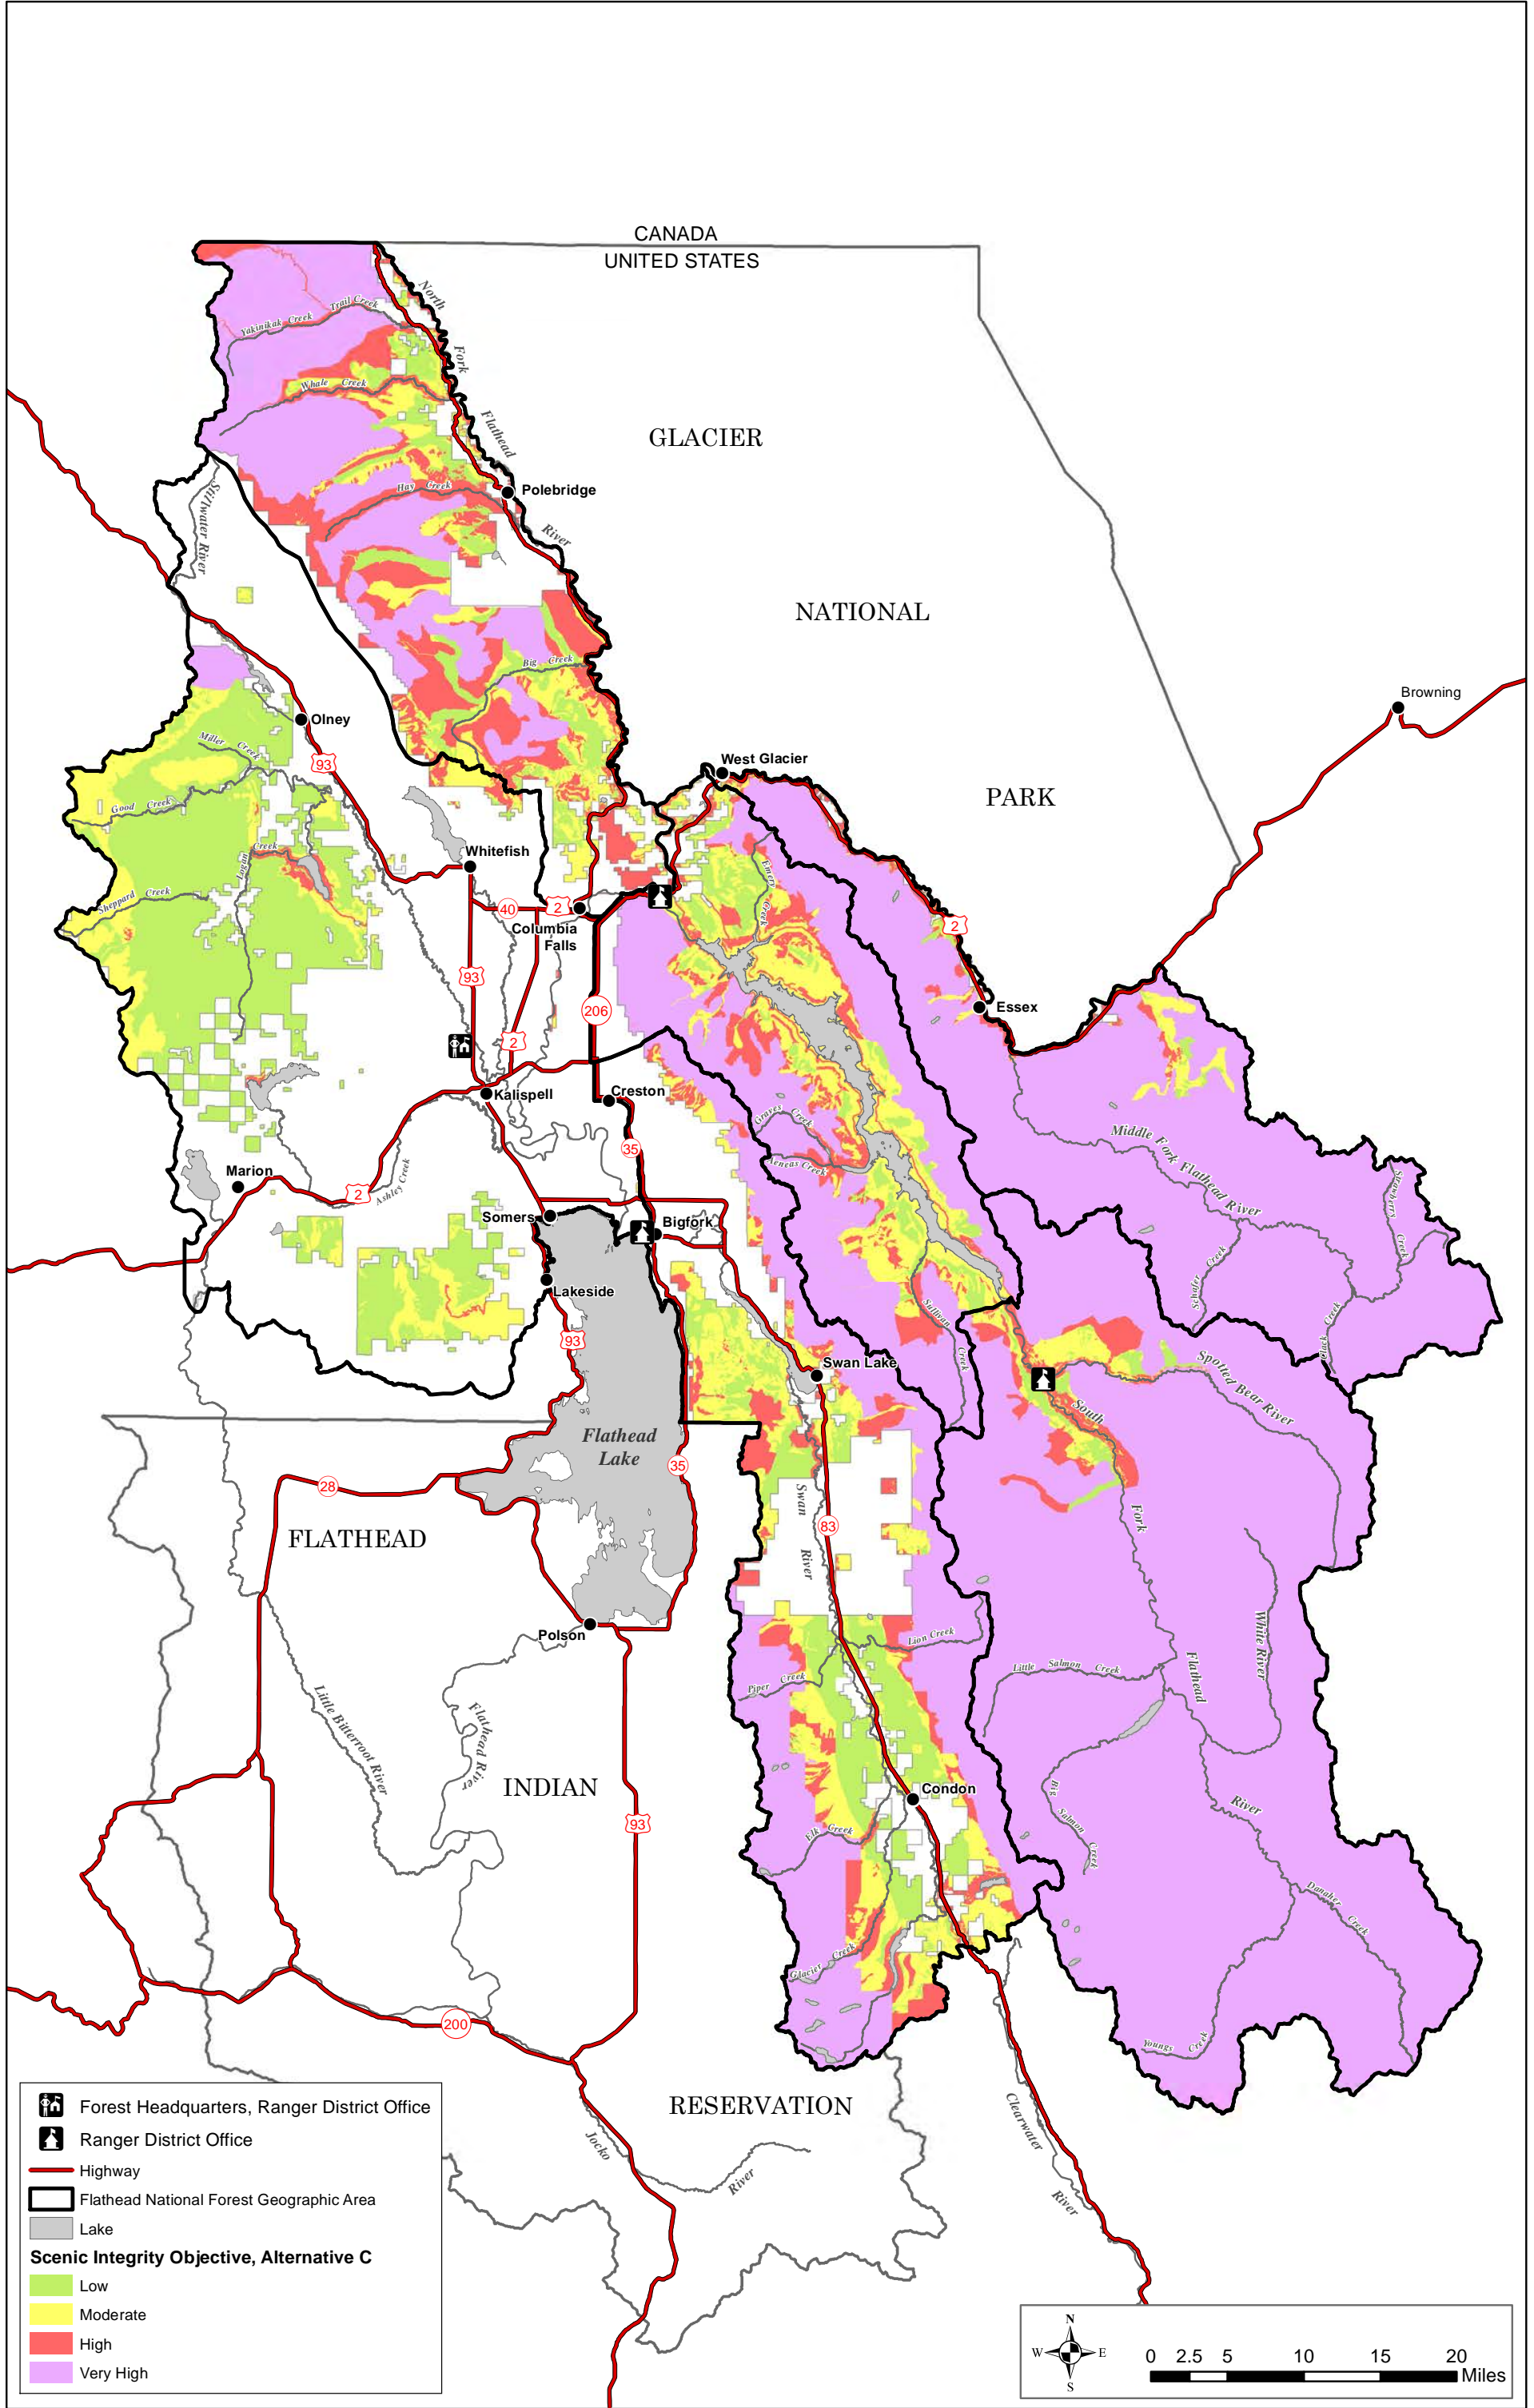 CANADA
UNITED STATES
North
Fork
Flathead
River
Trail Creek
Yakinikak Creek
Whale Creek
GLACIER
Hay Creek
Polebridge
Stillwater River
NATIONAL
Big Creek
Browning
Olney
Miller Creek
93
West Glacier
PARK
Good Creek
Whitefish
Logan Creek
Emery Creek
Sheppard Creek
40
2
Columbia
Falls
2
93
206
Essex
2
Kalispell
Creston
Graves Creek
Middle Fork Flathead River
35
Aeneas Creek
Marion
2
Ashley Creek
Strawberry Creek
Somers
Bigfork
Schafer Creek
Lakeside
Sullivan Creek
Clack Creek
93
Swan Lake
Spotted Bear River
South
Fork
Flathead
River
Flathead
Lake
35
28
Swan
River
83
FLATHEAD
Polson
Lion Creek
White River
Little Salmon Creek
Piper Creek
Little Bitterroot River
Flathead River
INDIAN
Condon
Big Salmon Creek
93
Elk Creek
Danaher Creek
Glacier Creek
200
Youngs Creek
RESERVATION
Clearwater
River
Jocko
River
Forest Headquarters, Ranger District Office
Ranger District Office
Highway
Flathead National Forest Geographic Area
Lake
Scenic Integrity Objective, Alternative C
Low
Moderate
High
Very High
N
W E
S
0 2.5 5 10 15 20
Miles